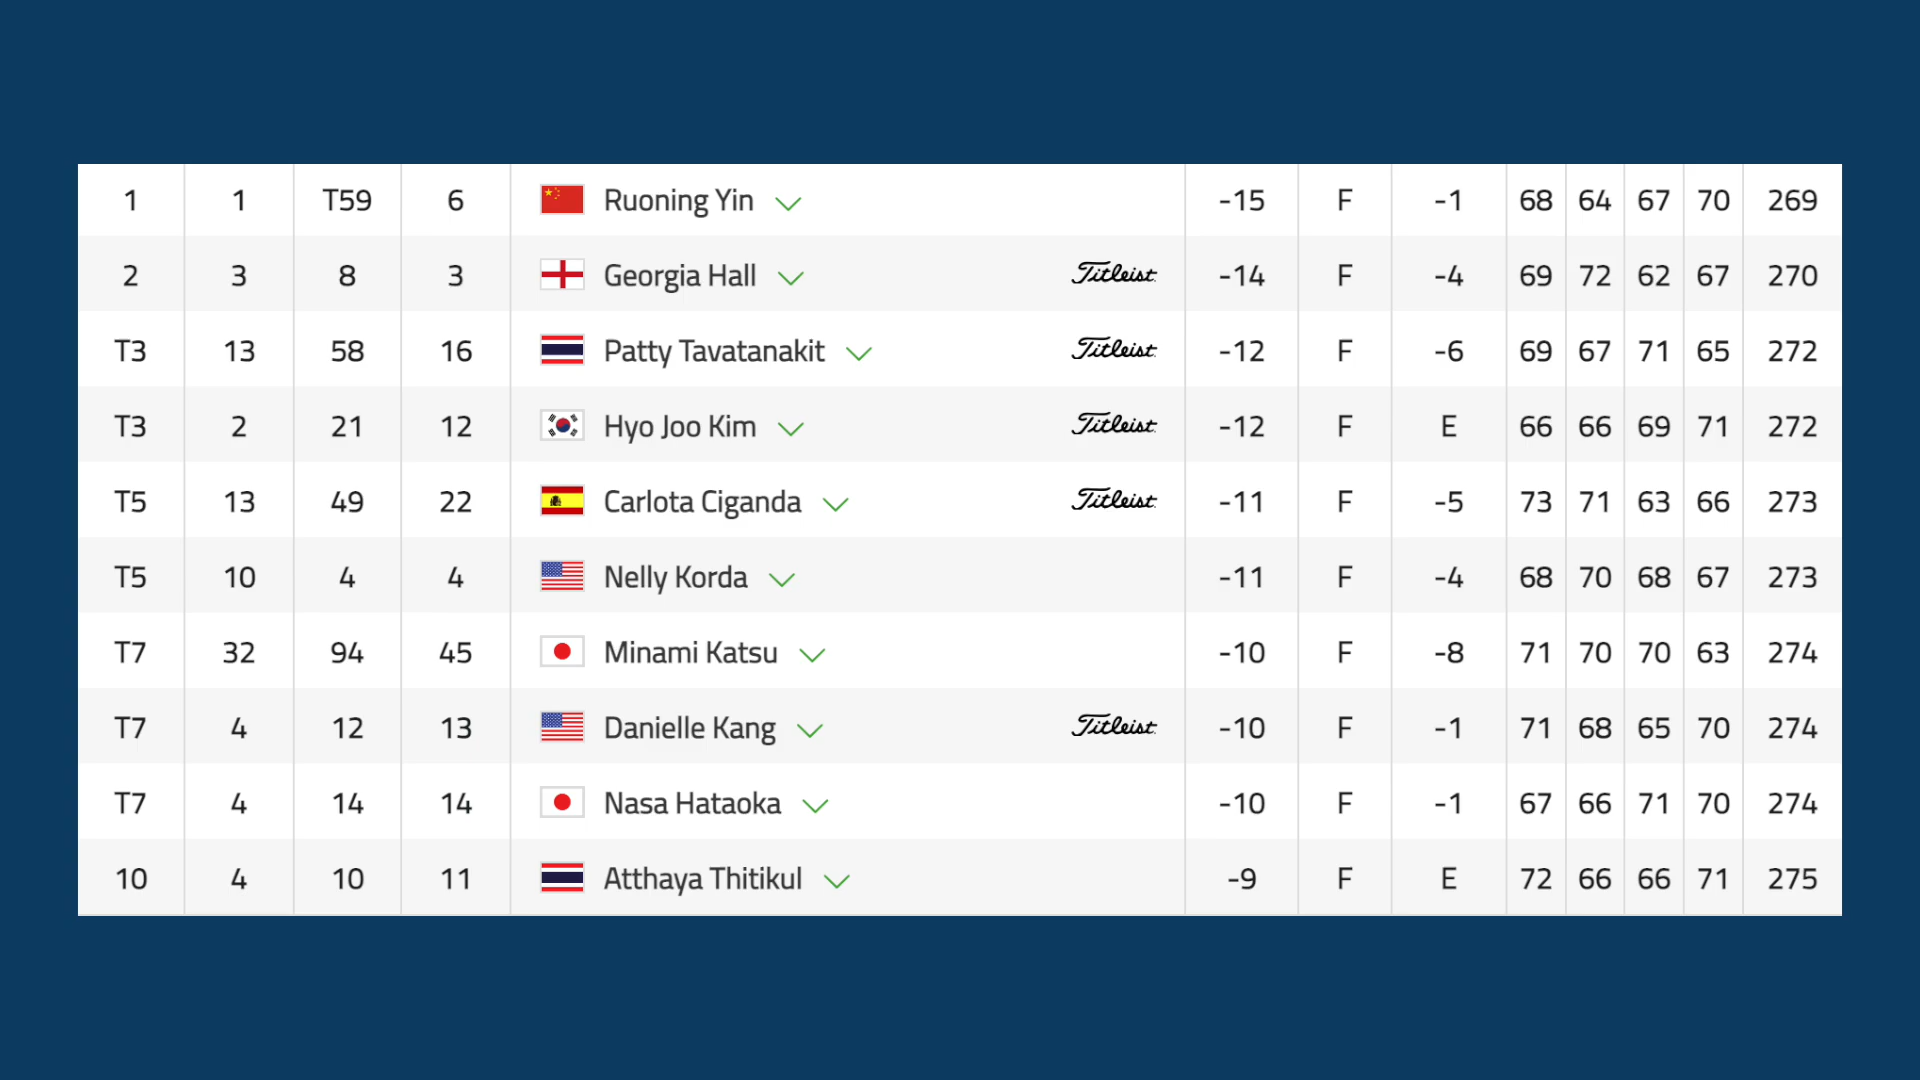 1 1 T59 6 Ruoning Yin -15 F -1 68 64 67 70 269
2 3 8 3 Georgia Hall Titleist -14 F -4 69 72 62 67 270
T3 13 58 16 Patty Tavatanakit Titleist -12 F -6 69 67 71 65 272
T3 2 21 12 Hyo Joo Kim Titleist -12 F E 66 66 69 71 272
T5 13 49 22 Carlota Ciganda Titleist -11 F -5 73 71 63 66 273
T5 10 4 4 Nelly Korda -11 F -4 68 70 68 67 273
T7 32 94 45 Minami Katsu -10 F -8 71 70 70 63 274
T7 4 12 13 Danielle Kang Titleist -10 F -1 71 68 65 70 274
T7 4 14 14 Nasa Hataoka -10 F -1 67 66 71 70 274
10 4 10 11 Atthaya Thitikul -9 F E 72 66 66 71 275